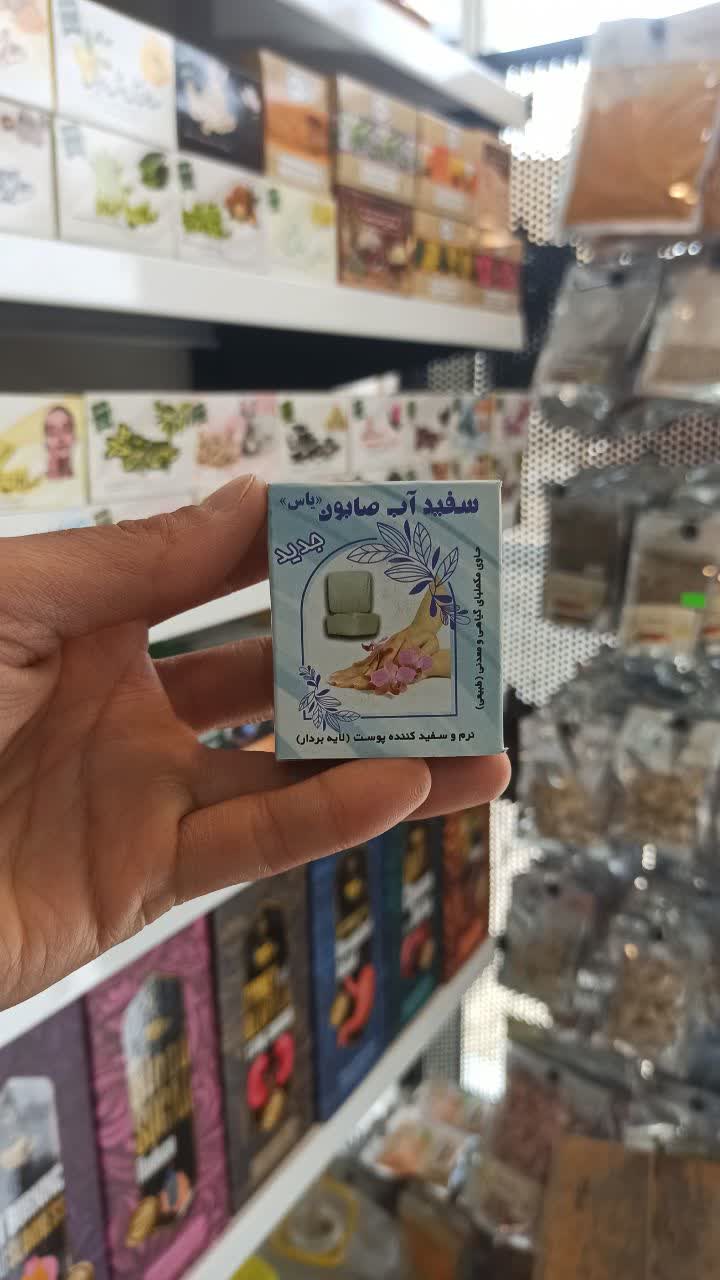 سفید آب صابون «یاس»
جدید
حاوی مکملهای گیاهی و معدنی (طبیعی)
نرم و سفید کننده پوست (لایه بردار)